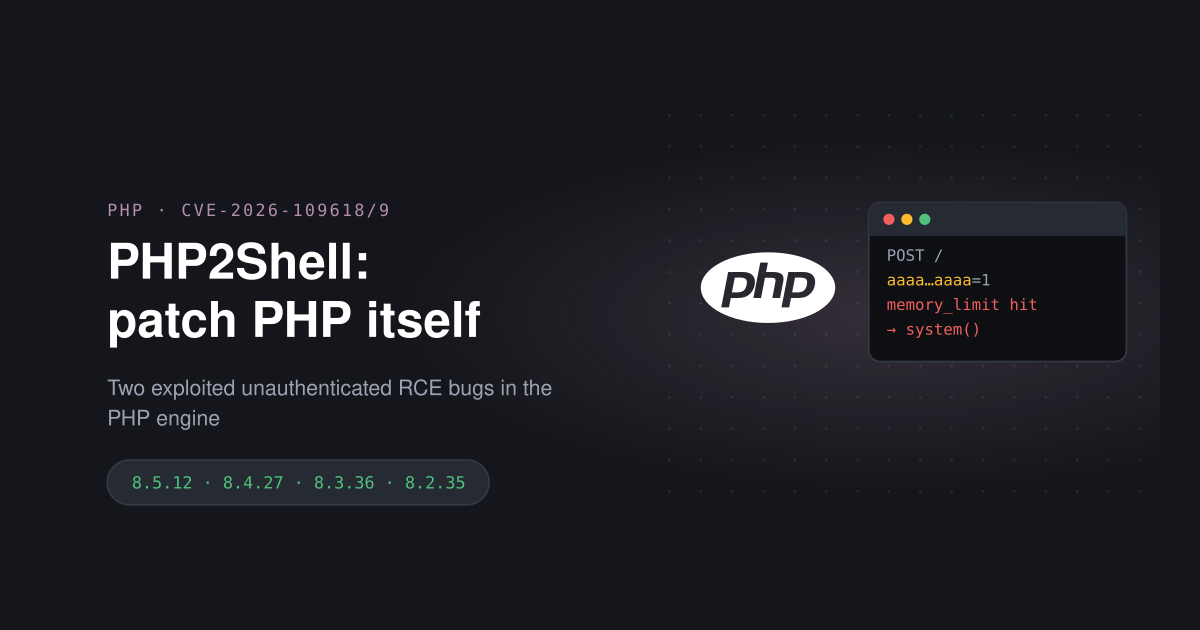 PHP · CVE-2026-109618/9
PHP2Shell:
patch PHP itself
Two exploited unauthenticated RCE bugs in the
PHP engine
8.5.12 · 8.4.27 · 8.3.36 · 8.2.35
php
POST /
aaaa…aaaa=1
memory_limit hit
→ system()